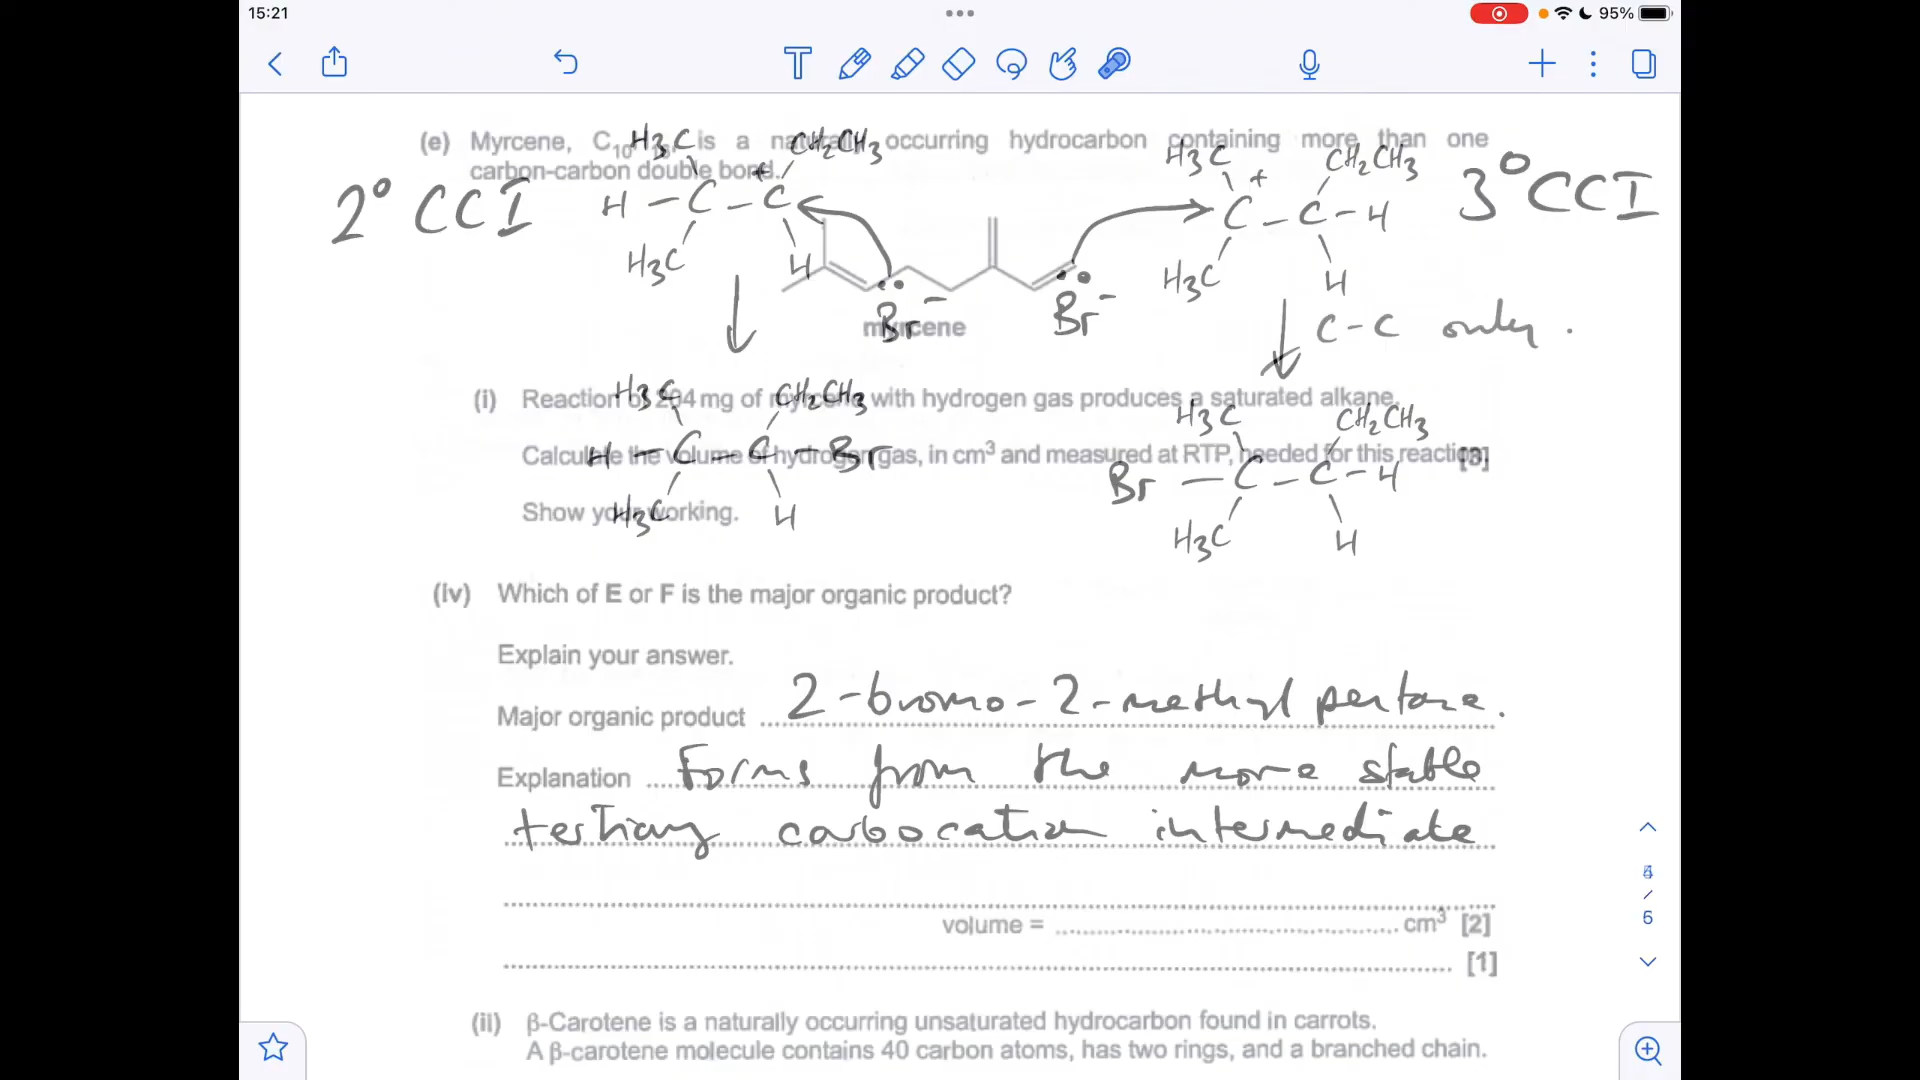 15:21
95%
(e) Myrcene, C10 is a naturally occurring hydrocarbon containing more than one
carbon-carbon double bond.
H3C CH2CH3
+
2° CCI H – C – C
H3C H
H3C CH2CH3
+
C – C – H 3° CCI
H3C H
Br –
myrcene
Br –
C-C only.
(i) Reaction of 204 mg of myrcene with hydrogen gas produces a saturated alkane.
H3C CH2CH3
H3C CH2CH3
Calculate the volume of hydrogen gas, in cm3 and measured at RTP, needed for this reaction. [3]
H – C – C – Br
Br – C – C – H
Show your working.
H3C H
H3C H
(iv) Which of E or F is the major organic product?
Explain your answer.
Major organic product 2-bromo-2-methyl pentane.
Explanation Forms from the more stable
tertiary carbocation intermediate
volume = cm3 [2]
[1]
4
5
/
5
(ii) β-Carotene is a naturally occurring unsaturated hydrocarbon found in carrots.
A β-carotene molecule contains 40 carbon atoms, has two rings, and a branched chain.